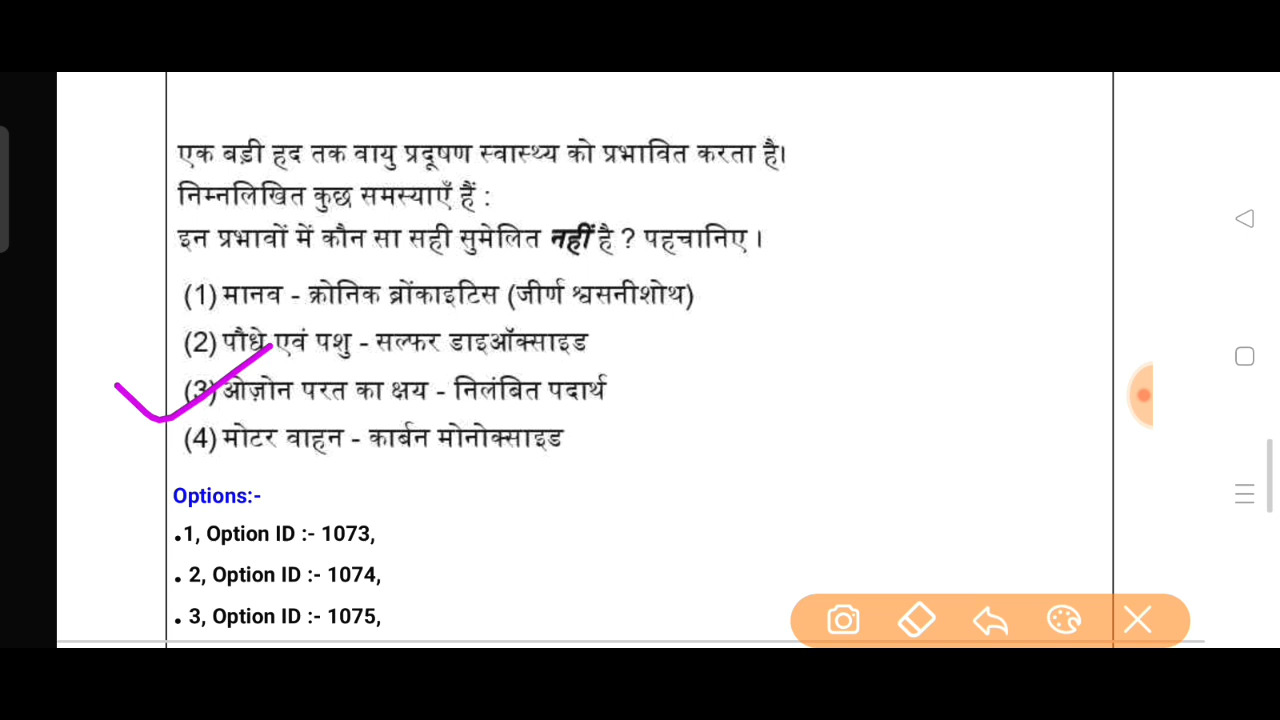 एक बड़ी हद तक वायु प्रदूषण स्वास्थ्य को प्रभावित करता है।
निम्नलिखित कुछ समस्याएँ हैं :
इन प्रभावों में कौन सा सही सुमेलित नहीं है ? पहचानिए ।
(1) मानव - क्रोनिक ब्रोंकाइटिस (जीर्ण श्वसनीशोथ)
(2) पौधे एवं पशु - सल्फर डाइऑक्साइड
(3) ओज़ोन परत का क्षय - निलंबित पदार्थ
(4) मोटर वाहन - कार्बन मोनोक्साइड
Options:-
.1, Option ID :- 1073,
. 2, Option ID :- 1074,
. 3, Option ID :- 1075,